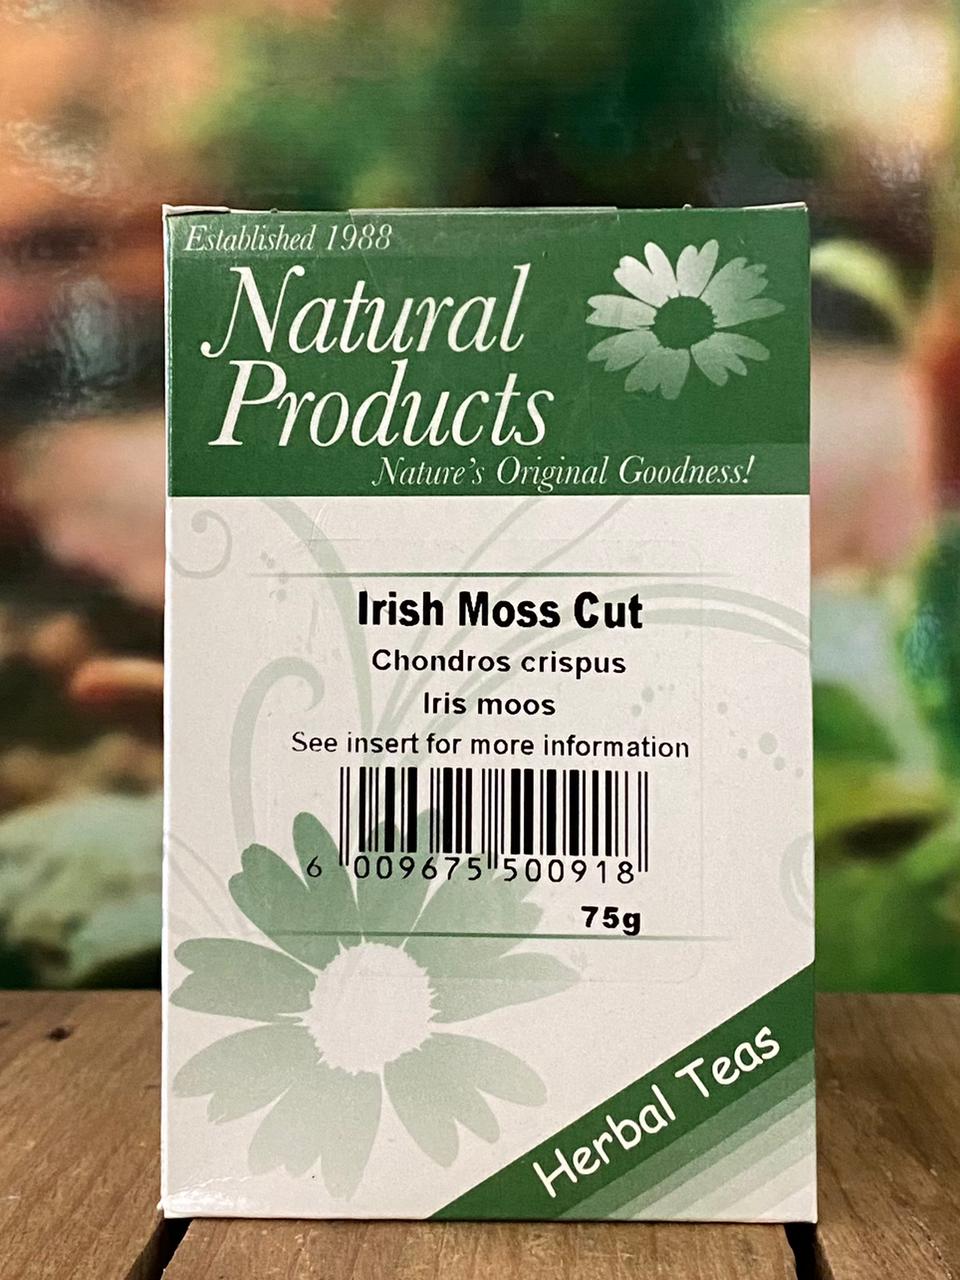 Established 1988
Natural
Products
Nature's Original Goodness!
Irish Moss Cut
Chondros crispus
Iris moos
See insert for more information
6 009675 500918
75g
Herbal Teas